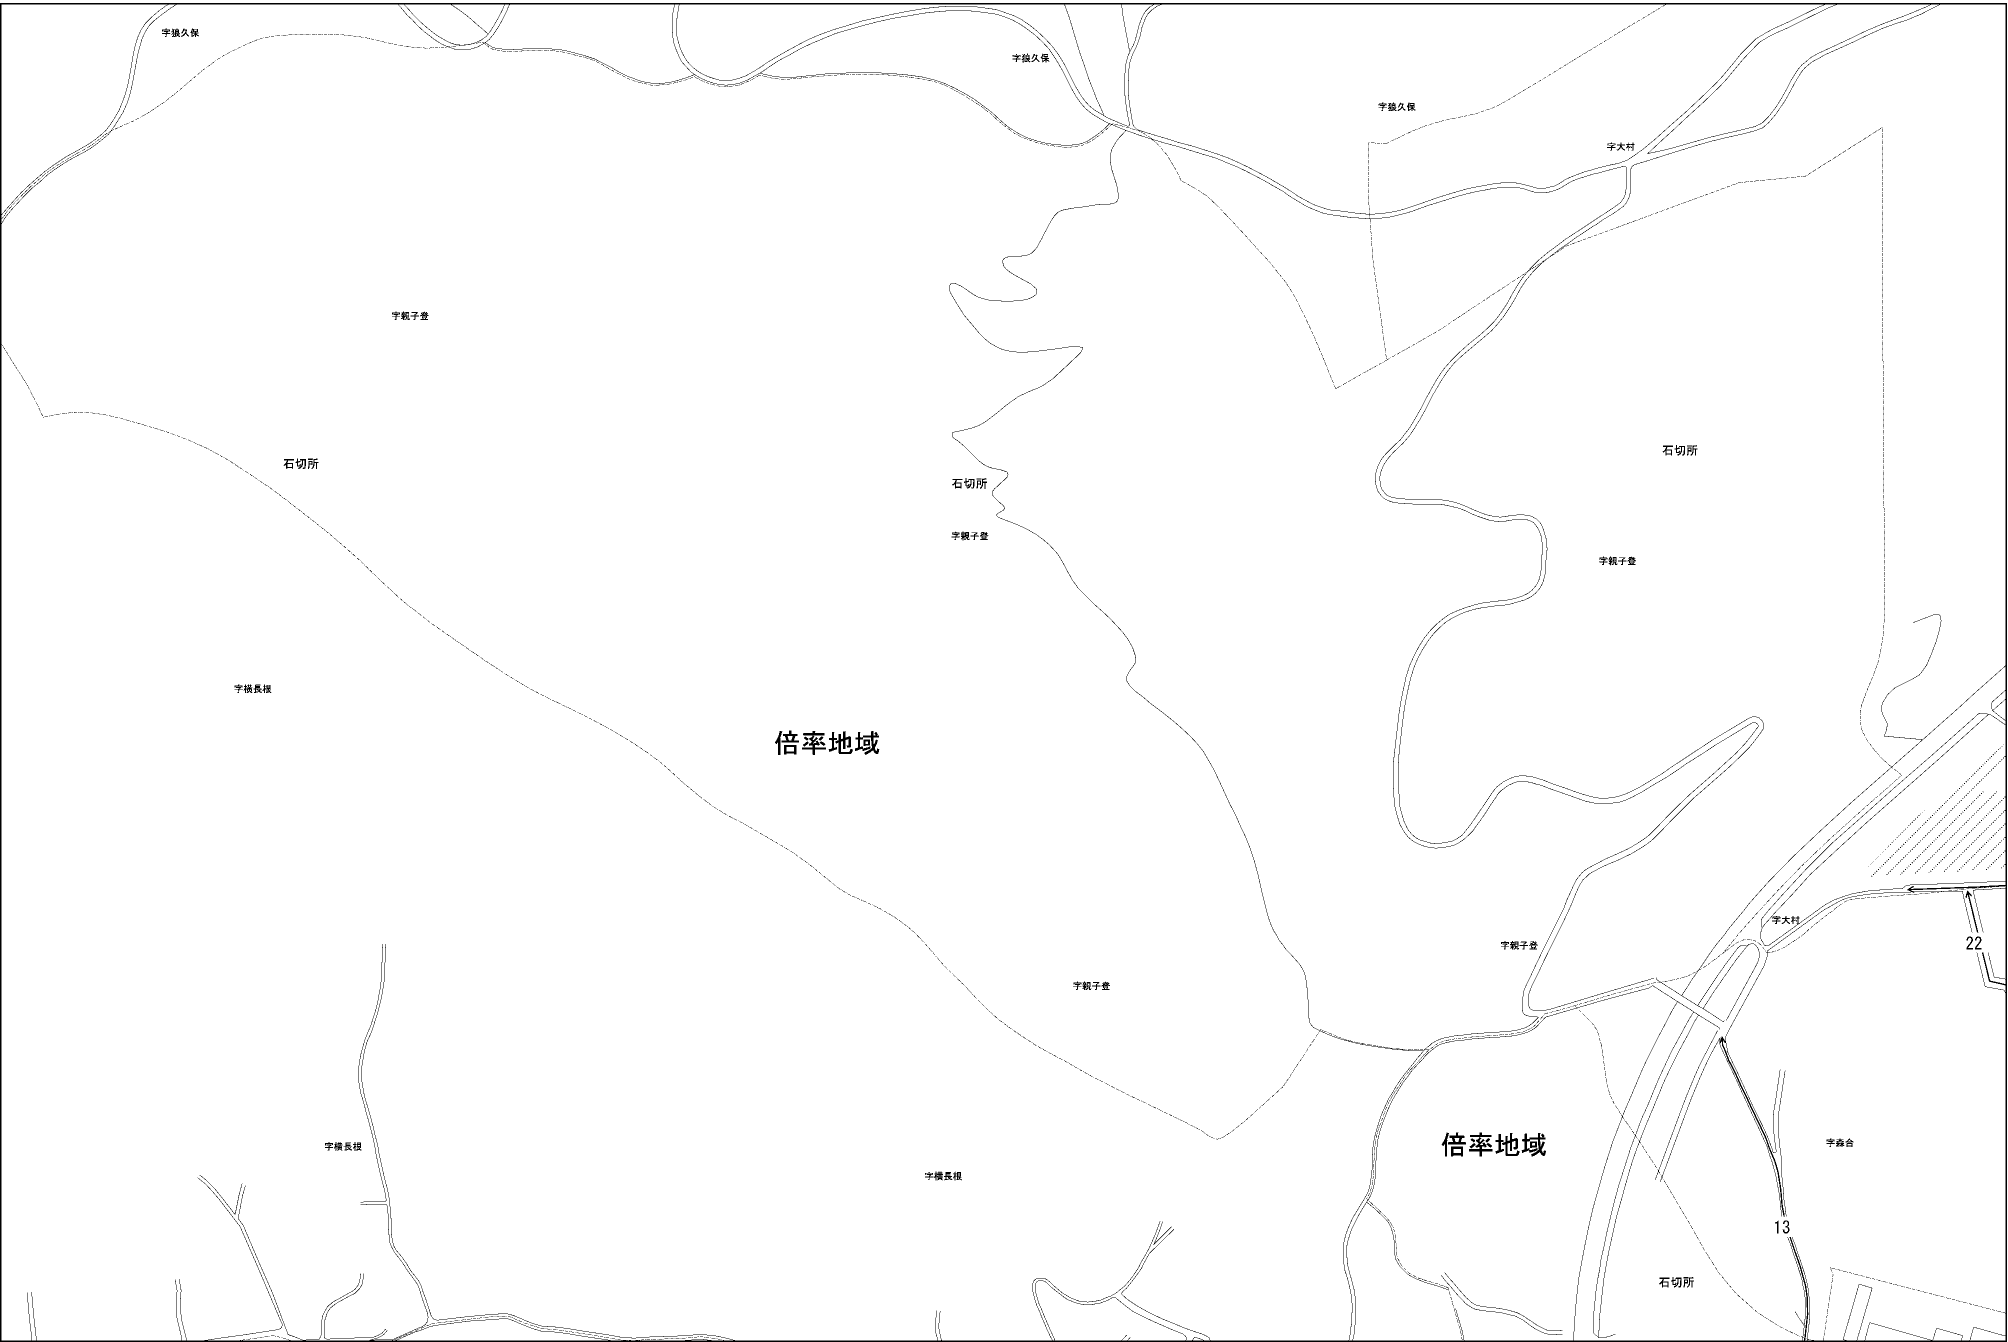 字狼久保
字狼久保
字狼久保
字大村
字親子登
石切所
石切所
石切所
字親子登
字親子登
字横長根
倍率地域
字大村
22
字親子登
字親子登
倍率地域
字森合
字横長根
字横長根
13
石切所